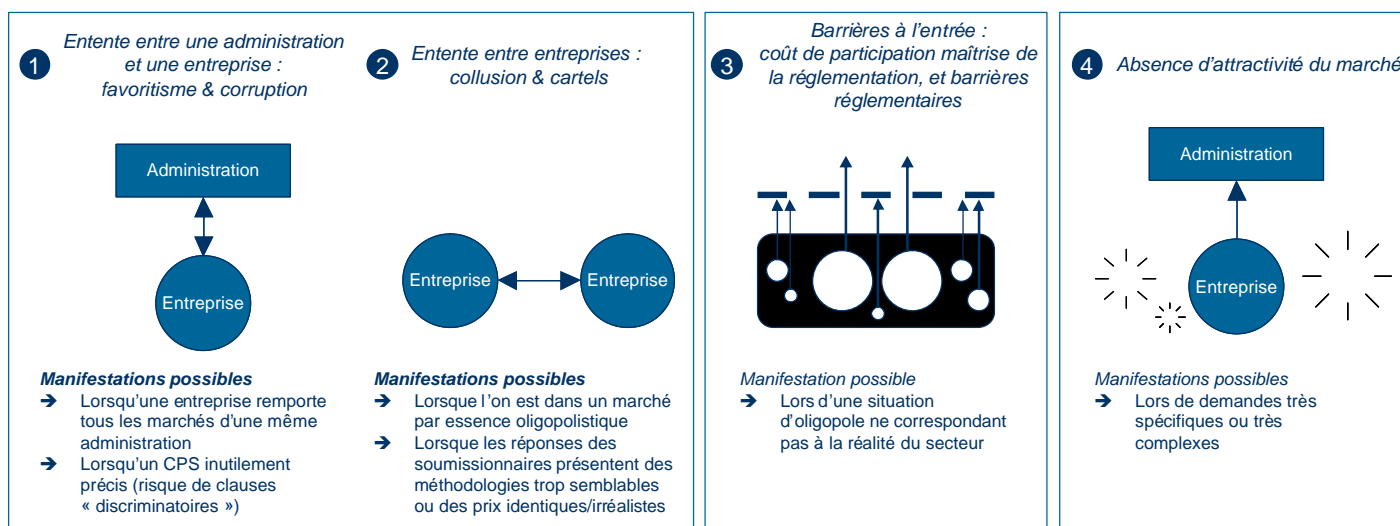 1
Entente entre une administration
et une entreprise :
favoritisme & corruption
Administration
Entreprise
Manifestations possibles
➔ Lorsqu'une entreprise remporte
tous les marchés d'une même
administration
➔ Lorsqu'un CPS inutilement
précis (risque de clauses
« discriminatoires »)
2
Entente entre entreprises :
collusion & cartels
Entreprise
Entreprise
Manifestations possibles
➔ Lorsque l'on est dans un marché
par essence oligopolistique
➔ Lorsque les réponses des
soumissionnaires présentent des
méthodologies trop semblables
ou des prix identiques/irréalistes
3
Barrières à l'entrée :
coût de participation maîtrise de
la réglementation, et barrières
réglementaires
Manifestation possible
➔ Lors d'une situation
d'oligopole ne correspondant
pas à la réalité du secteur
4
Absence d'attractivité du marché
Administration
Entreprise
Manifestations possibles
➔ Lors de demandes très
spécifiques ou très
complexes